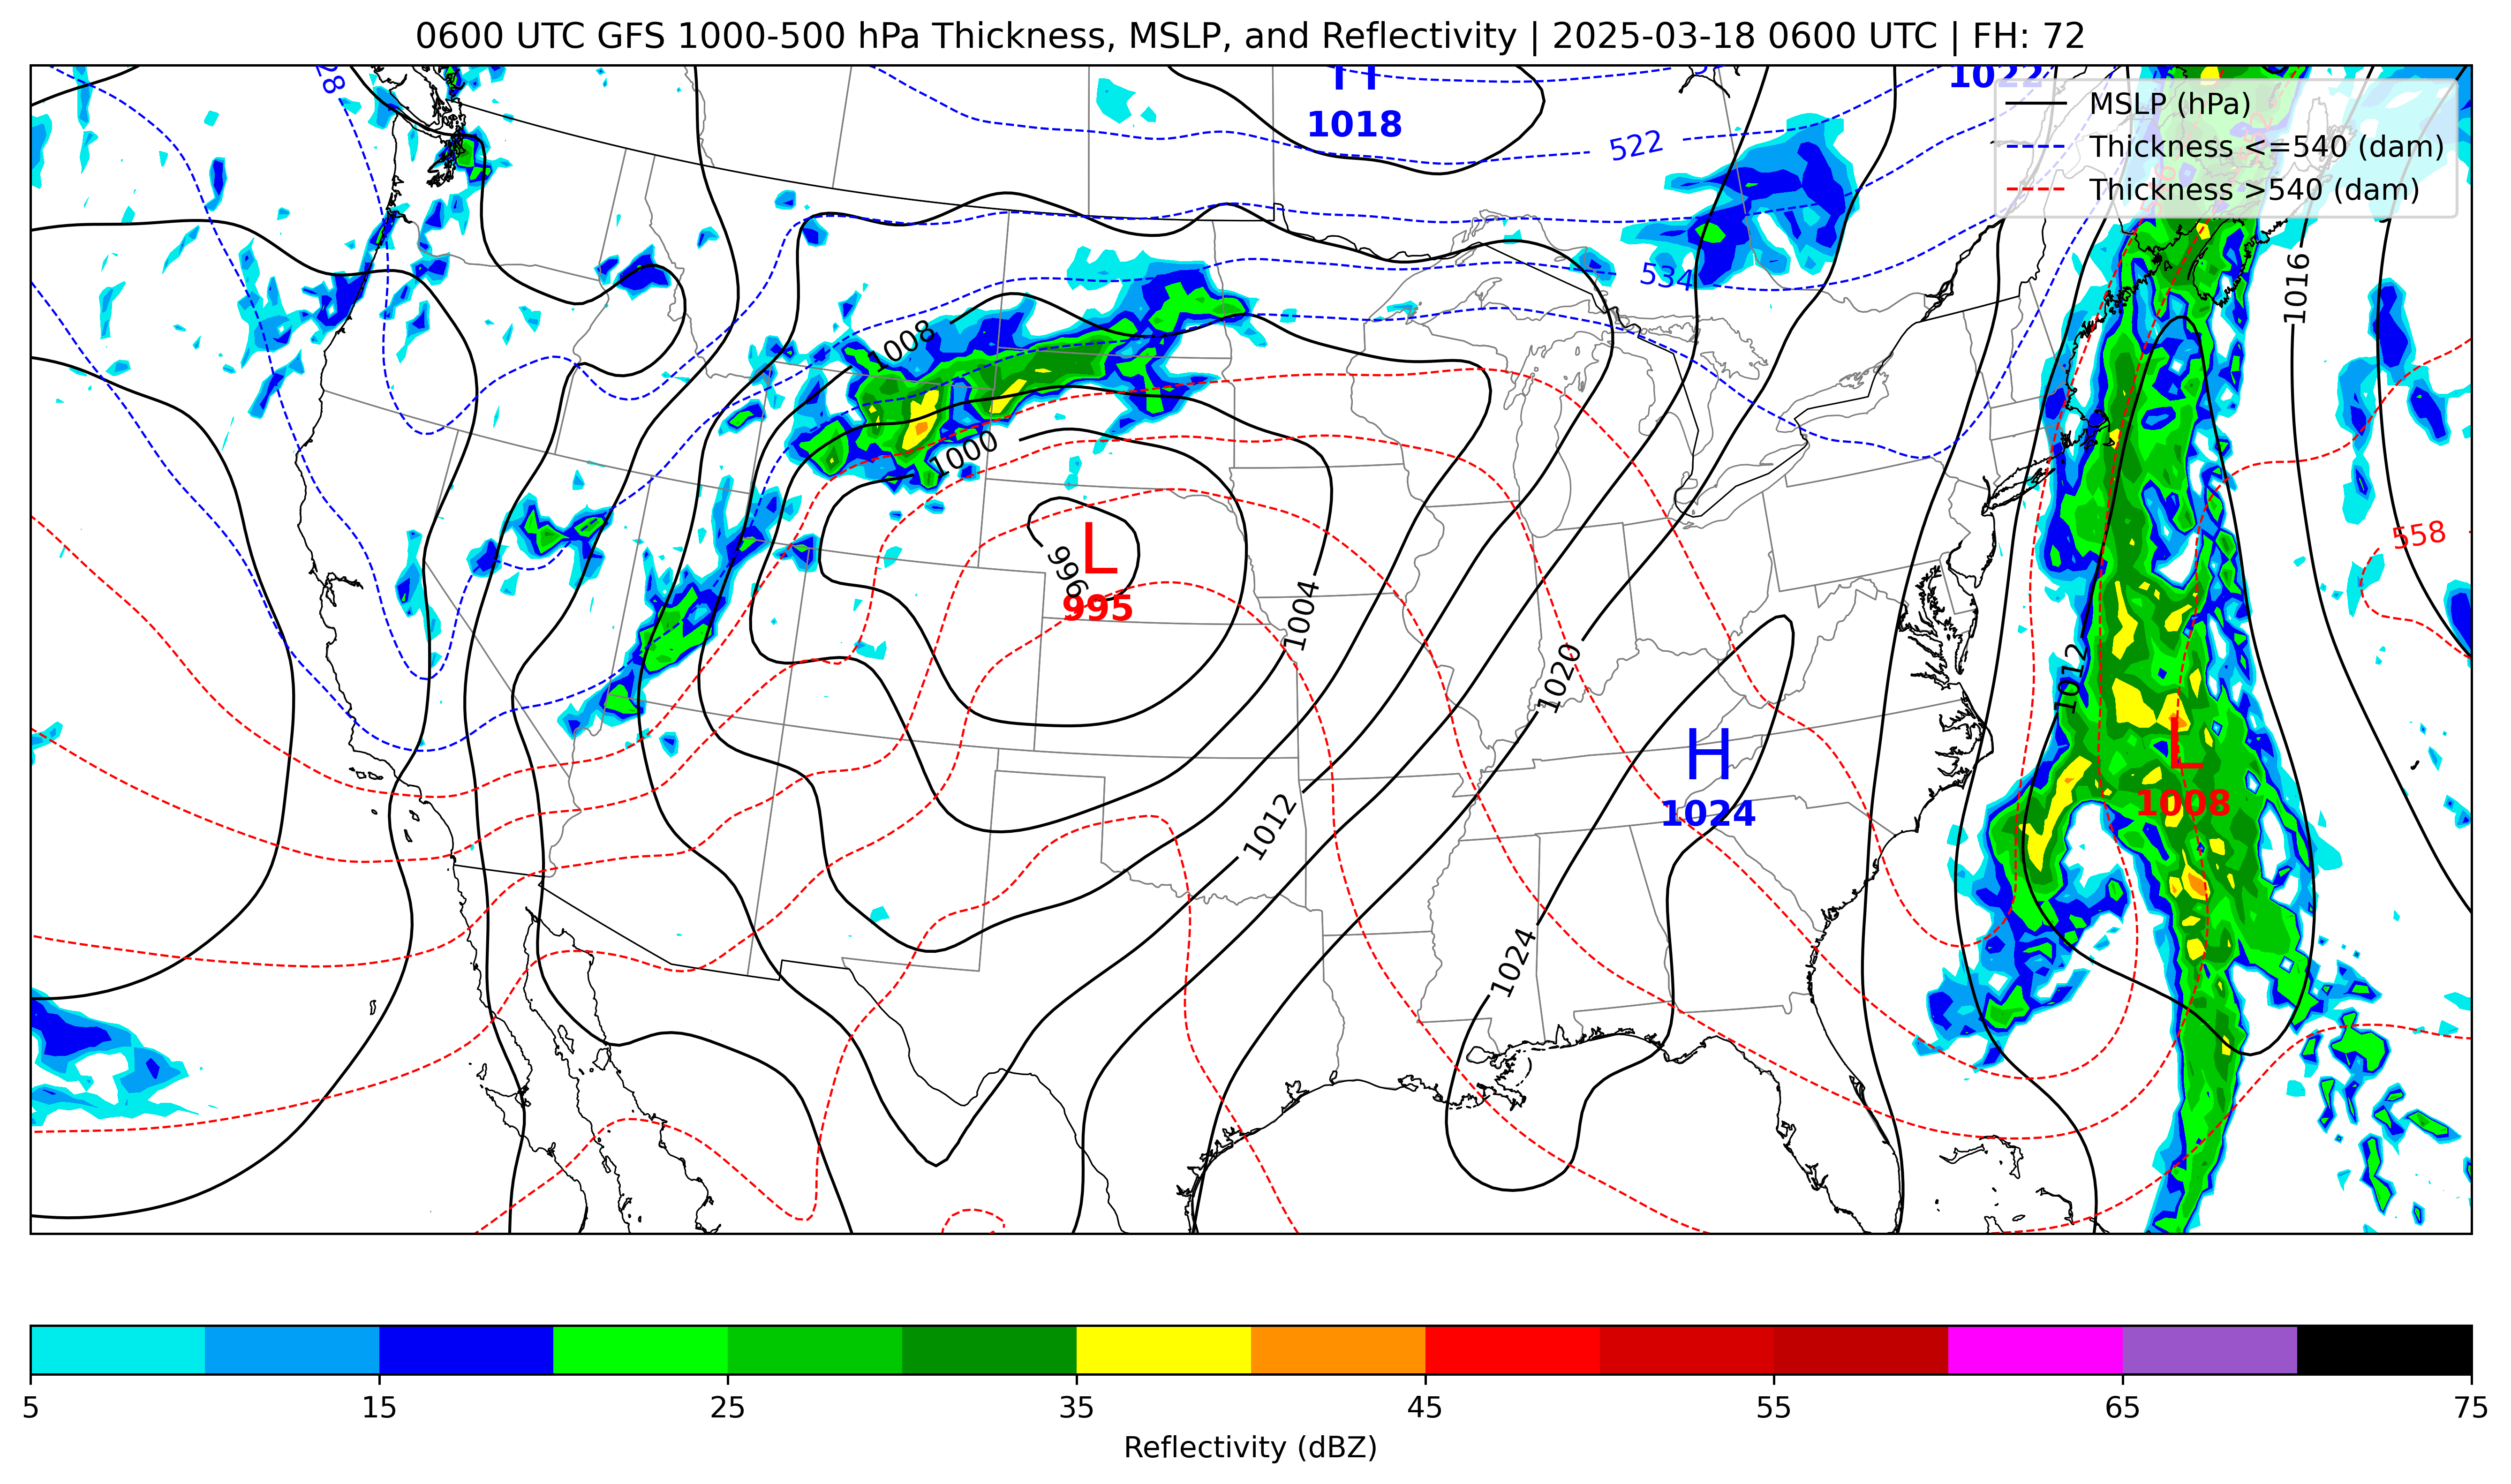 0600 UTC GFS 1000-500 hPa Thickness, MSLP, and Reflectivity | 2025-03-18 0600 UTC | FH: 72
1018
522
534
MSLP (hPa)
Thickness <=540 (dam)
Thickness >540 (dam)
1016
1008
1000
558
L
996
995
1004
1020
1012
H
1024
L
1008
1012
1024
5 15 25 35 45 55 65 75
Reflectivity (dBZ)